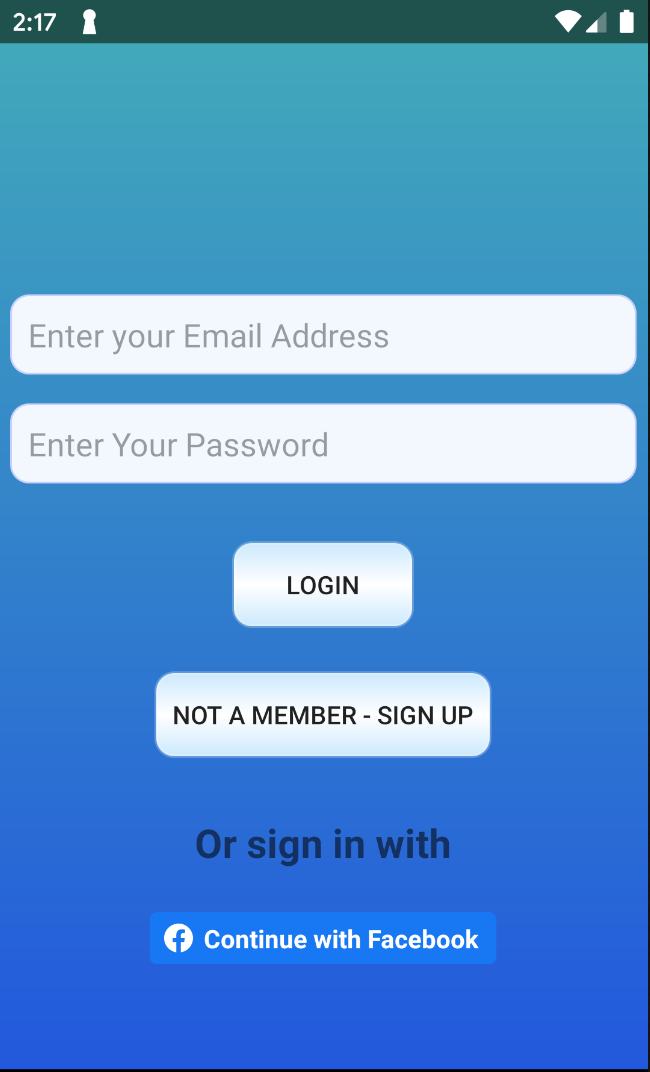 2:17
Enter your Email Address
Enter Your Password
LOGIN
NOT A MEMBER - SIGN UP
Or sign in with
Continue with Facebook